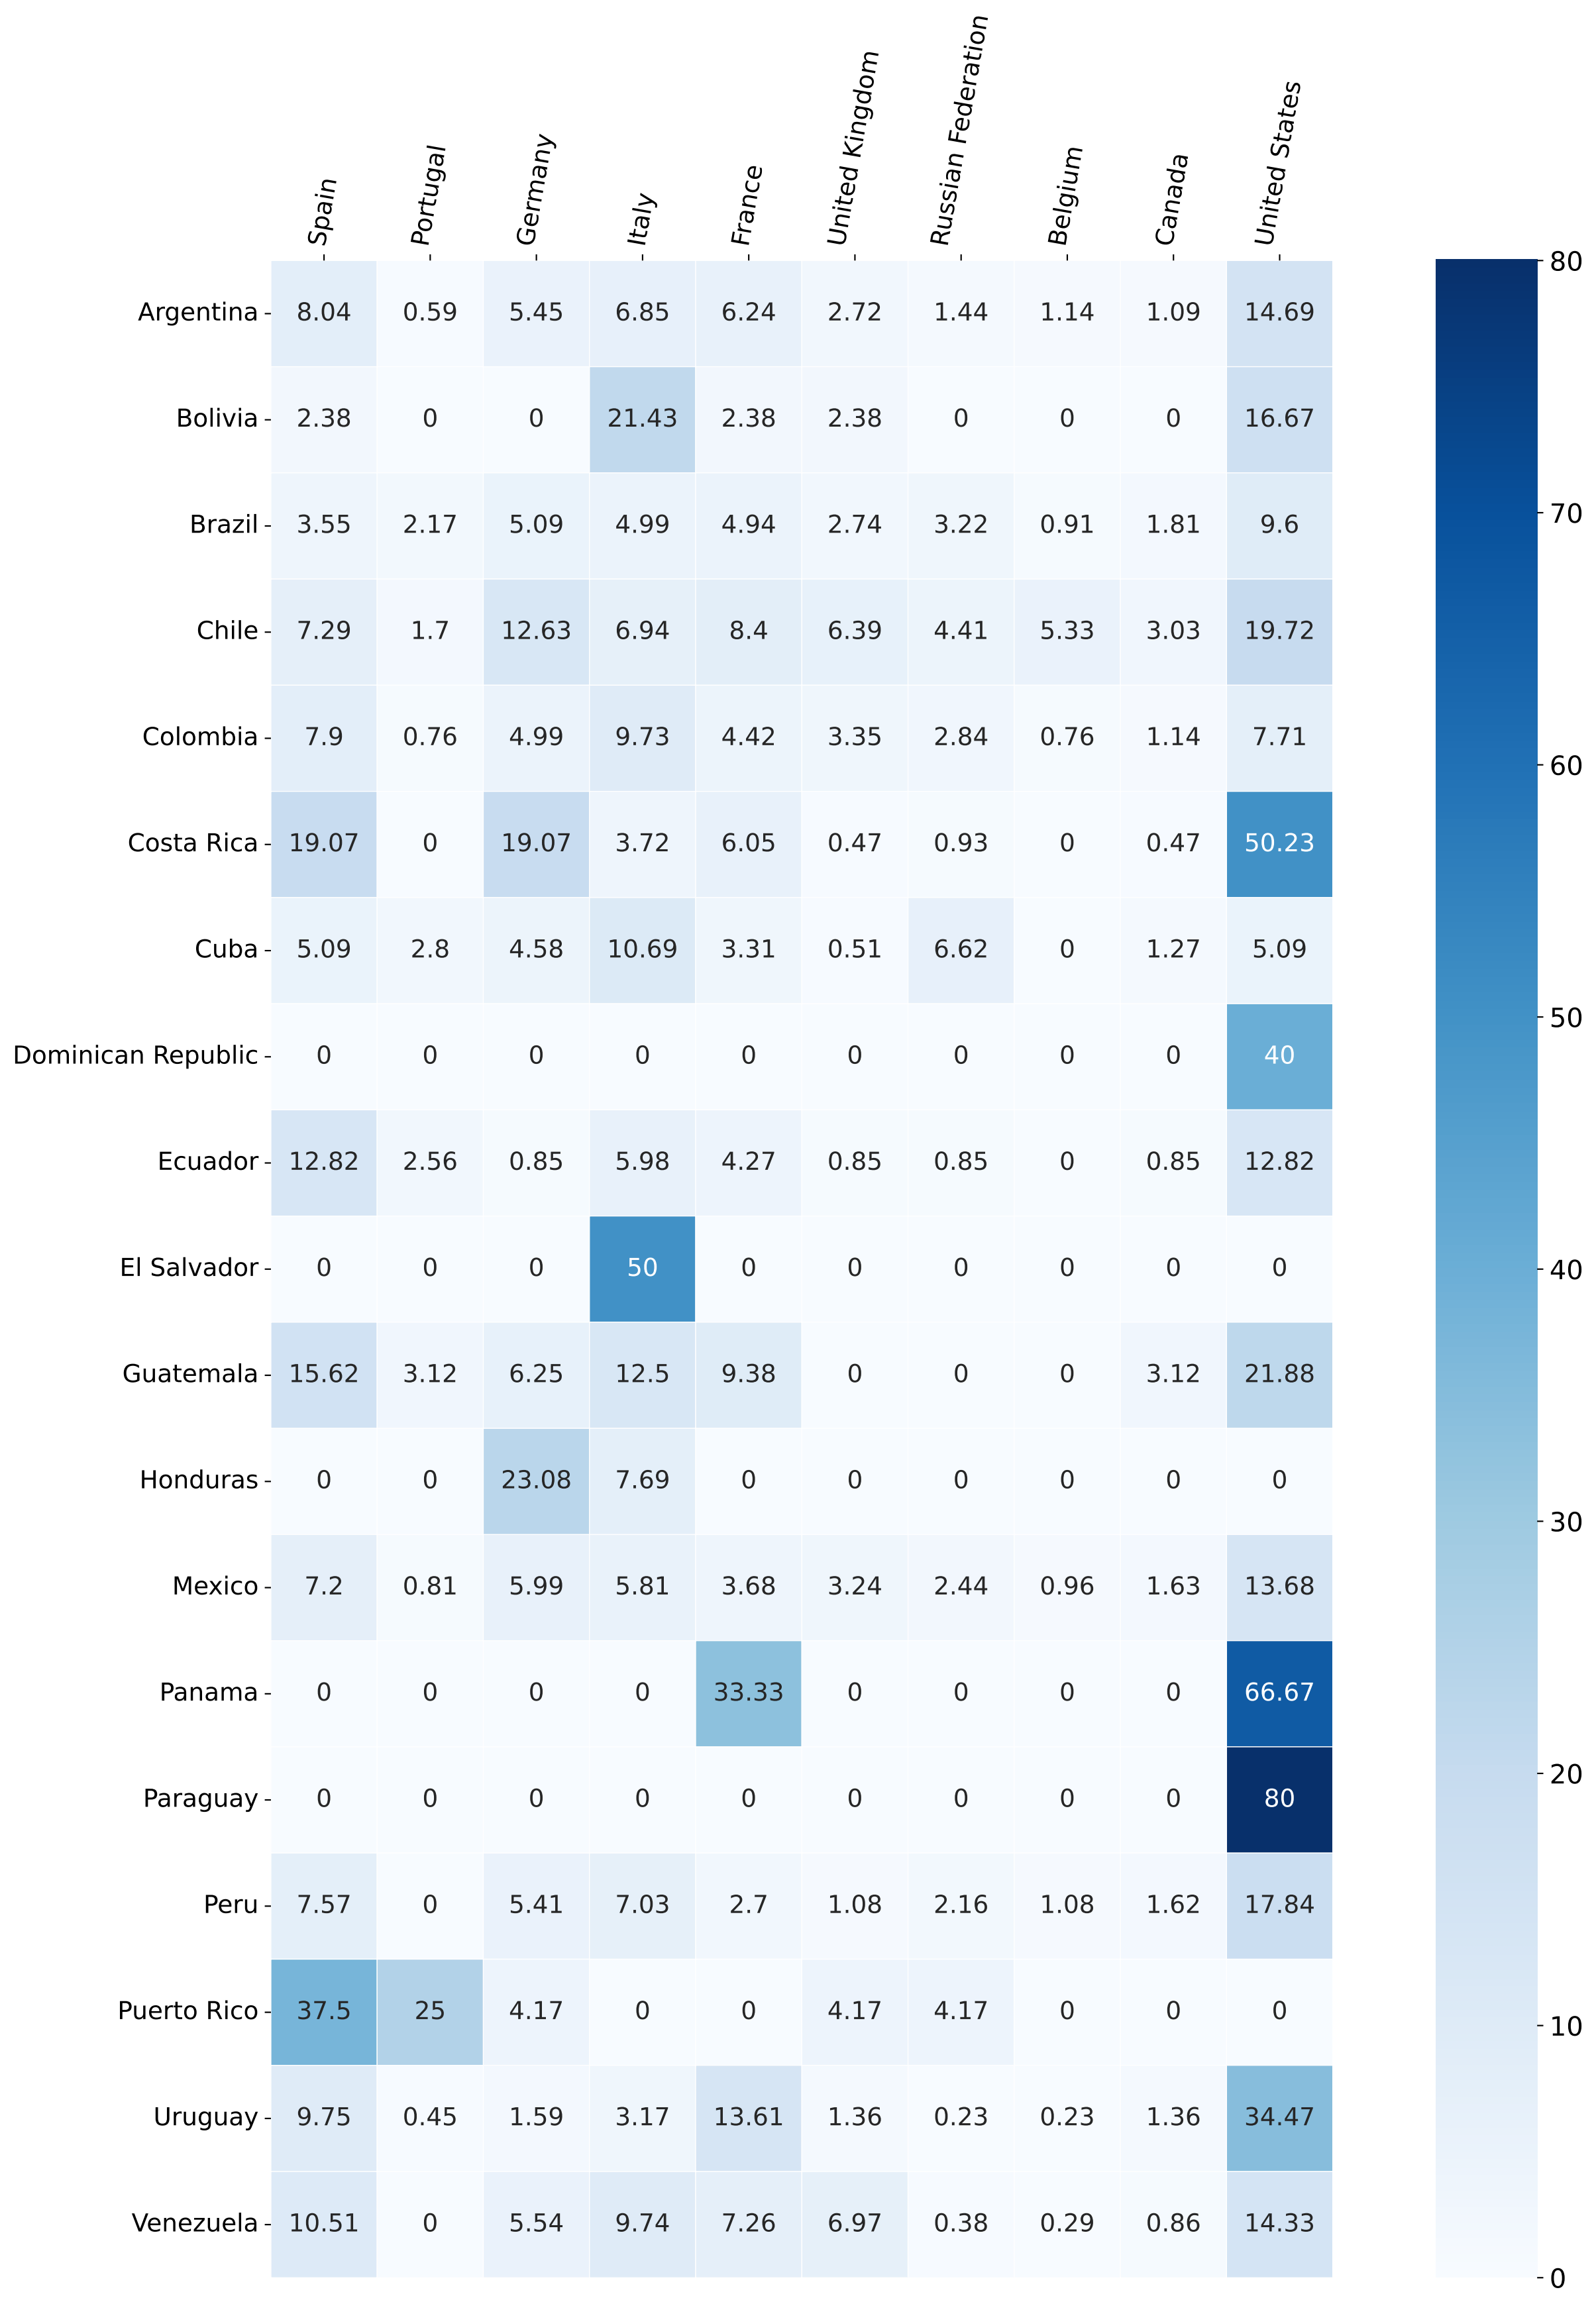 Spain Portugal Germany Italy France United Kingdom Russian Federation Belgium Canada United States
Argentina 8.04 0.59 5.45 6.85 6.24 2.72 1.44 1.14 1.09 14.69
Bolivia 2.38 0 0 21.43 2.38 2.38 0 0 0 16.67
Brazil 3.55 2.17 5.09 4.99 4.94 2.74 3.22 0.91 1.81 9.6
Chile 7.29 1.7 12.63 6.94 8.4 6.39 4.41 5.33 3.03 19.72
Colombia 7.9 0.76 4.99 9.73 4.42 3.35 2.84 0.76 1.14 7.71
Costa Rica 19.07 0 19.07 3.72 6.05 0.47 0.93 0 0.47 50.23
Cuba 5.09 2.8 4.58 10.69 3.31 0.51 6.62 0 1.27 5.09
Dominican Republic 0 0 0 0 0 0 0 0 0 40
Ecuador 12.82 2.56 0.85 5.98 4.27 0.85 0.85 0 0.85 12.82
El Salvador 0 0 0 50 0 0 0 0 0 0
Guatemala 15.62 3.12 6.25 12.5 9.38 0 0 0 3.12 21.88
Honduras 0 0 23.08 7.69 0 0 0 0 0 0
Mexico 7.2 0.81 5.99 5.81 3.68 3.24 2.44 0.96 1.63 13.68
Panama 0 0 0 0 33.33 0 0 0 0 66.67
Paraguay 0 0 0 0 0 0 0 0 0 80
Peru 7.57 0 5.41 7.03 2.7 1.08 2.16 1.08 1.62 17.84
Puerto Rico 37.5 25 4.17 0 0 4.17 4.17 0 0 0
Uruguay 9.75 0.45 1.59 3.17 13.61 1.36 0.23 0.23 1.36 34.47
Venezuela 10.51 0 5.54 9.74 7.26 6.97 0.38 0.29 0.86 14.33
80
70
60
50
40
30
20
10
0